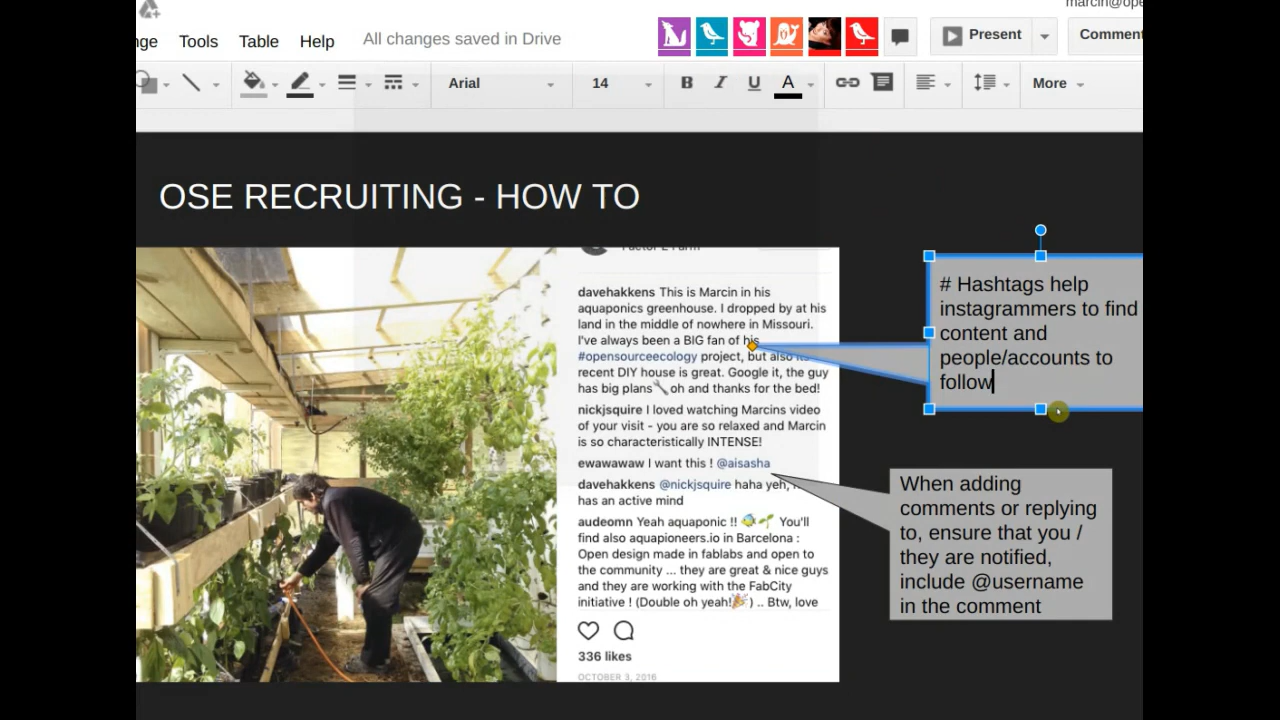 marcin@ope
nge Tools Table Help All changes saved in Drive Present Comment
Arial 14 B I U A More
OSE RECRUITING - HOW TO
davehakkens This is Marcin in his
aquaponics greenhouse. I dropped by at his
land in the middle of nowhere in Missouri.
I've always been a BIG fan of his
#opensourceecology project, but also its
recent DIY house is great. Google it, the guy
has big plans🔧oh and thanks for the bed!
nickjsquire I loved watching Marcins video
of your visit - you are so relaxed and Marcin
is so characteristically INTENSE!
ewawawaw I want this ! @aisasha
davehakkens @nickjsquire haha yeh,
has an active mind
audeomn Yeah aquaponic !! 🐠🌱 You'll
find also aquapioneers.io in Barcelona :
Open design made in fablabs and open to
the community ... they are great & nice guys
and they are working with the FabCity
initiative ! (Double oh yeah!🎉) .. Btw, love
336 likes
OCTOBER 3, 2016
# Hashtags help
instagrammers to find
content and
people/accounts to
follow
When adding
comments or replying
to, ensure that you /
they are notified,
include @username
in the comment